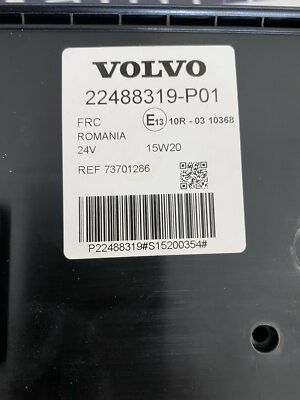 VOLVO
22488319-P01
FRC E13 10R - 03 10368
ROMANIA
24V 15W20
REF 73701286
P22488319#S15200354#